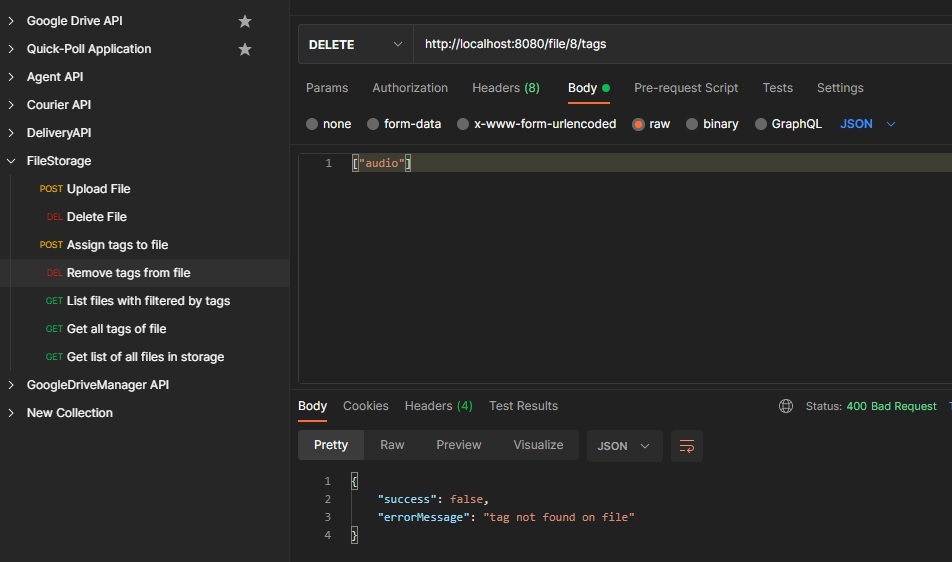 Google Drive API
Quick-Poll Application
Agent API
Courier API
DeliveryAPI
FileStorage
POST Upload File
DEL Delete File
POST Assign tags to file
DEL Remove tags from file
GET List files with filtered by tags
GET Get all tags of file
GET Get list of all files in storage
GoogleDriveManager API
New Collection
DELETE http://localhost:8080/file/8/tags
Params Authorization Headers (8) Body Pre-request Script Tests Settings
none form-data x-www-form-urlencoded raw binary GraphQL JSON
1 ["audio"]
Body Cookies Headers (4) Test Results Status: 400 Bad Request
Pretty Raw Preview Visualize JSON
1 {
2 "success": false,
3 "errorMessage": "tag not found on file"
4 }